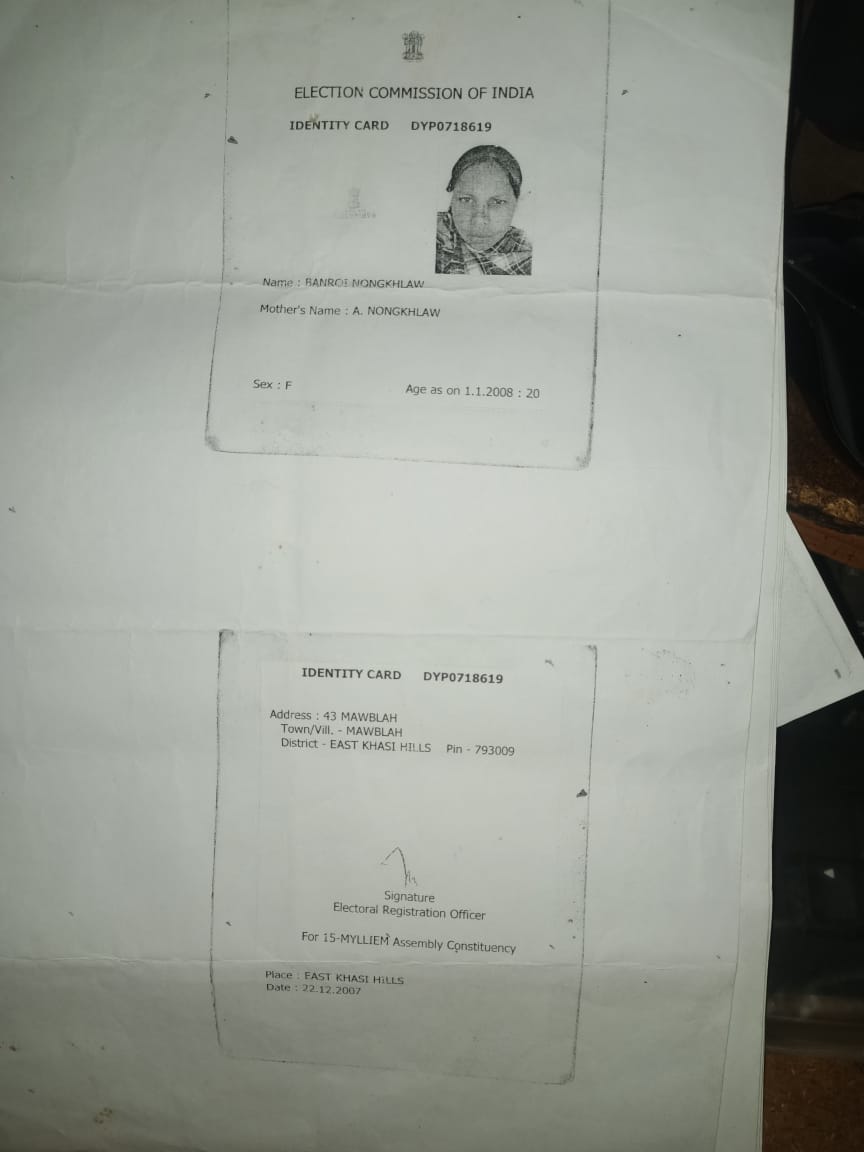 ELECTION COMMISSION OF INDIA
IDENTITY CARD DYP0718619
Name : BANROI NONGKHLAW
Mother's Name : A. NONGKHLAW
Sex : F Age as on 1.1.2008 : 20
IDENTITY CARD DYP0718619
Address : 43 MAWBLAH
Town/Vill. - MAWBLAH
District - EAST KHASI HILLS Pin - 793009
Signature
Electoral Registration Officer
For 15-MYLLIEM Assembly Constituency
Place : EAST KHASI HILLS
Date : 22.12.2007